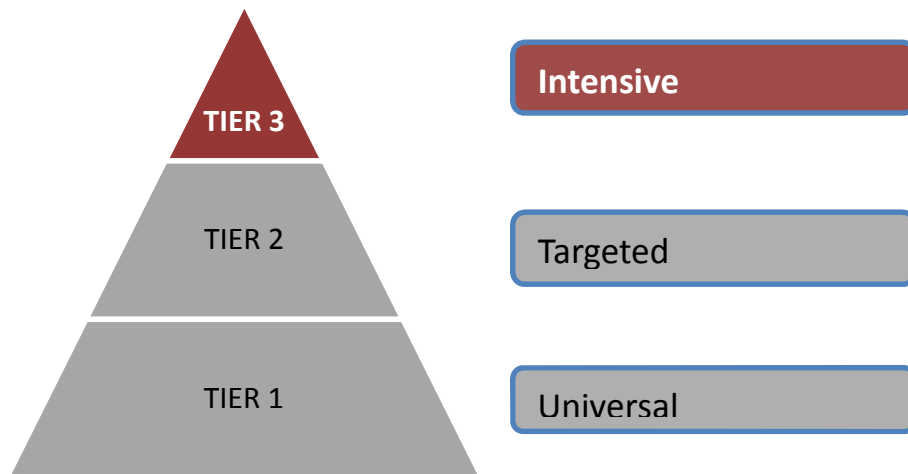 TIER 3
Intensive
TIER 2
Targeted
TIER 1
Universal